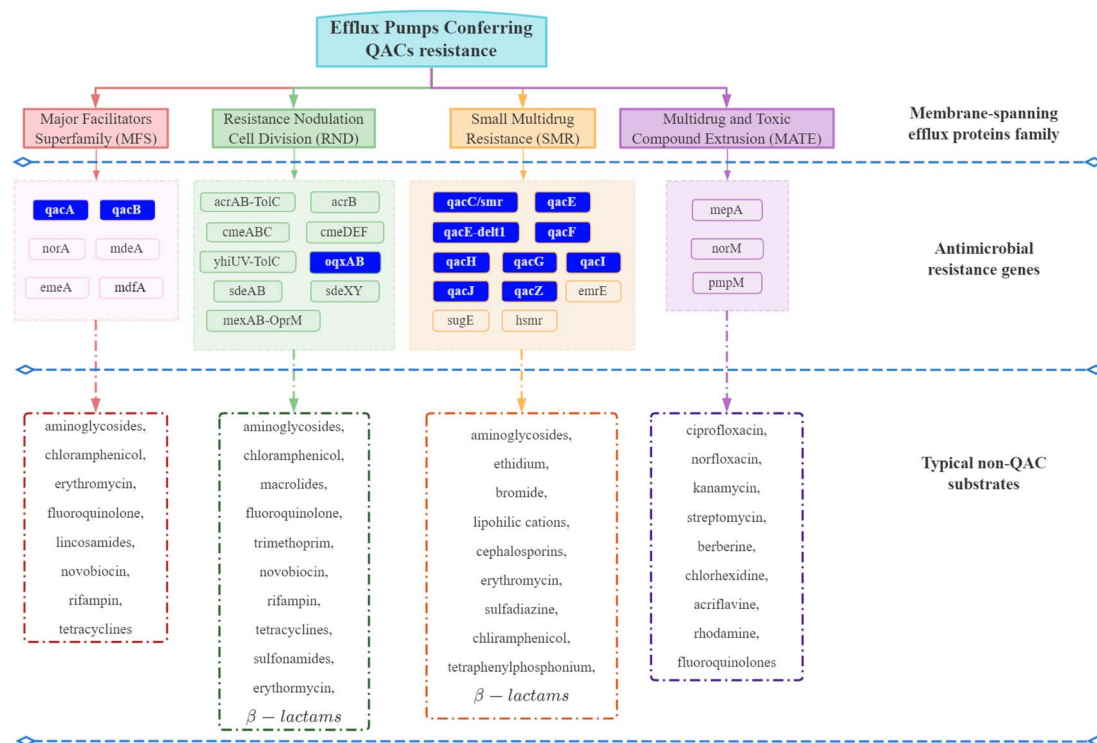 Efflux Pumps Conferring
QACs resistance
Major Facilitators
Superfamily (MFS)
Resistance Nodulation
Cell Division (RND)
Small Multidrug
Resistance (SMR)
Multidrug and Toxic
Compound Extrusion (MATE)
Membrane-spanning
efflux proteins family
qacA
qacB
norA
mdeA
emeA
mdfA
acrAB-TolC
acrB
cmeABC
cmeDEF
yhiUV-TolC
oqxAB
sdeAB
sdeXY
mexAB-OprM
qacC/smr
qacE
qacE-delt1
qacF
qacH
qacG
qacI
qacJ
qacZ
emrE
sugE
hsmr
mepA
norM
pmpM
Antimicrobial
resistance genes
aminoglycosides,
chloramphenicol,
erythromycin,
fluoroquinolone,
lincosamides,
novobiocin,
rifampin,
tetracyclines
aminoglycosides,
chloramphenicol,
macrolides,
fluoroquinolone,
trimethoprim,
novobiocin,
rifampin,
tetracyclines,
sulfonamides,
erythormycin,
β − lactams
aminoglycosides,
ethidium,
bromide,
lipohilic cations,
cephalosporins,
erythromycin,
sulfadiazine,
chliramphenicol,
tetraphenylphosphonium,
β − lactams
ciprofloxacin,
norfloxacin,
kanamycin,
streptomycin,
berberine,
chlorhexidine,
acriflavine,
rhodamine,
fluoroquinolones
Typical non-QAC
substrates